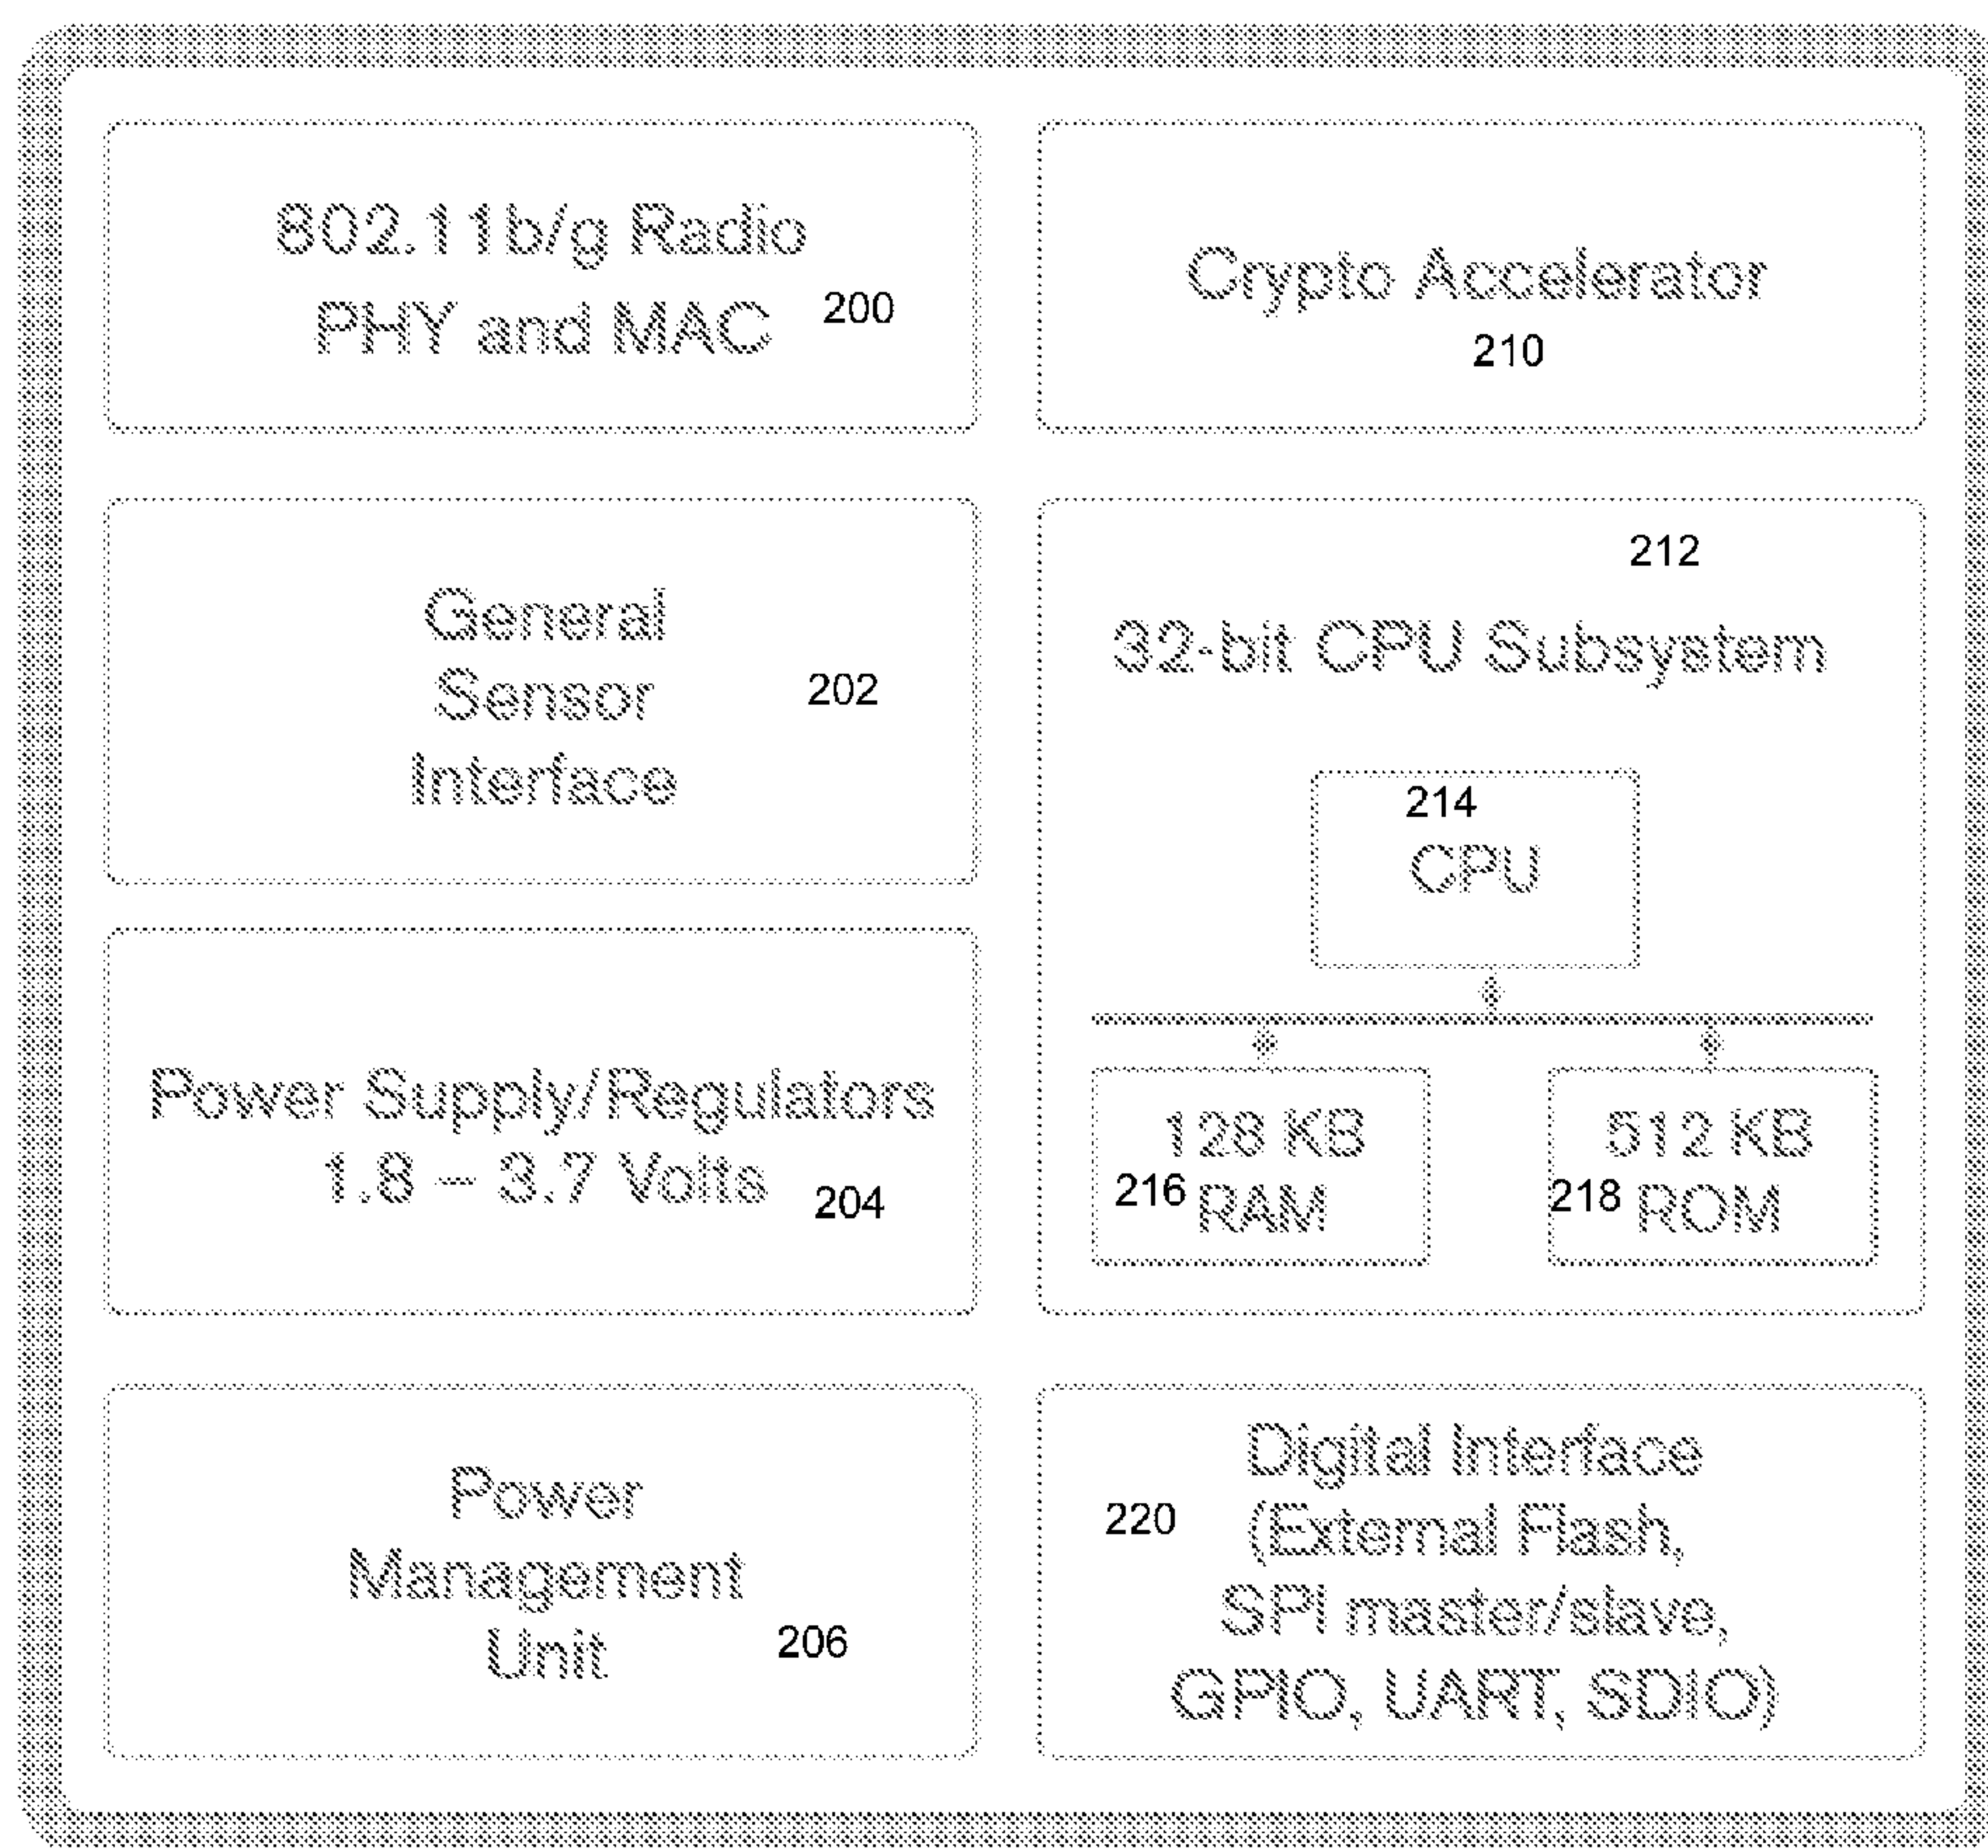 802.11b/g Radio
PHY and MAC 200
General
Sensor 202
Interface
Power Supply/Regulators
1.8 – 3.7 Volts 204
Power
Management
Unit 206
Crypto Accelerator
210
212
32-bit CPU Subsystem
214
CPU
128 KB
216 RAM
512 KB
218 ROM
Digital Interface
220 (External Flash,
SPI master/slave,
GPIO, UART, SDIO)